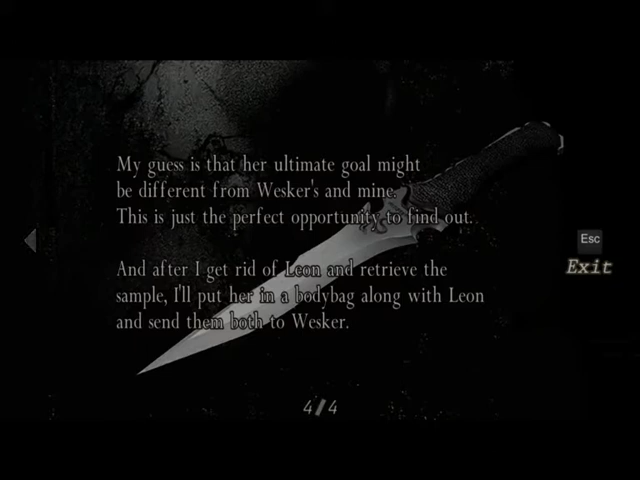 My guess is that her ultimate goal might
be different from Wesker's and mine.
This is just the perfect opportunity to find out.
And after I get rid of Leon and retrieve the
sample, I'll put her in a bodybag along with Leon
and send them both to Wesker.
Esc
Exit
4/4